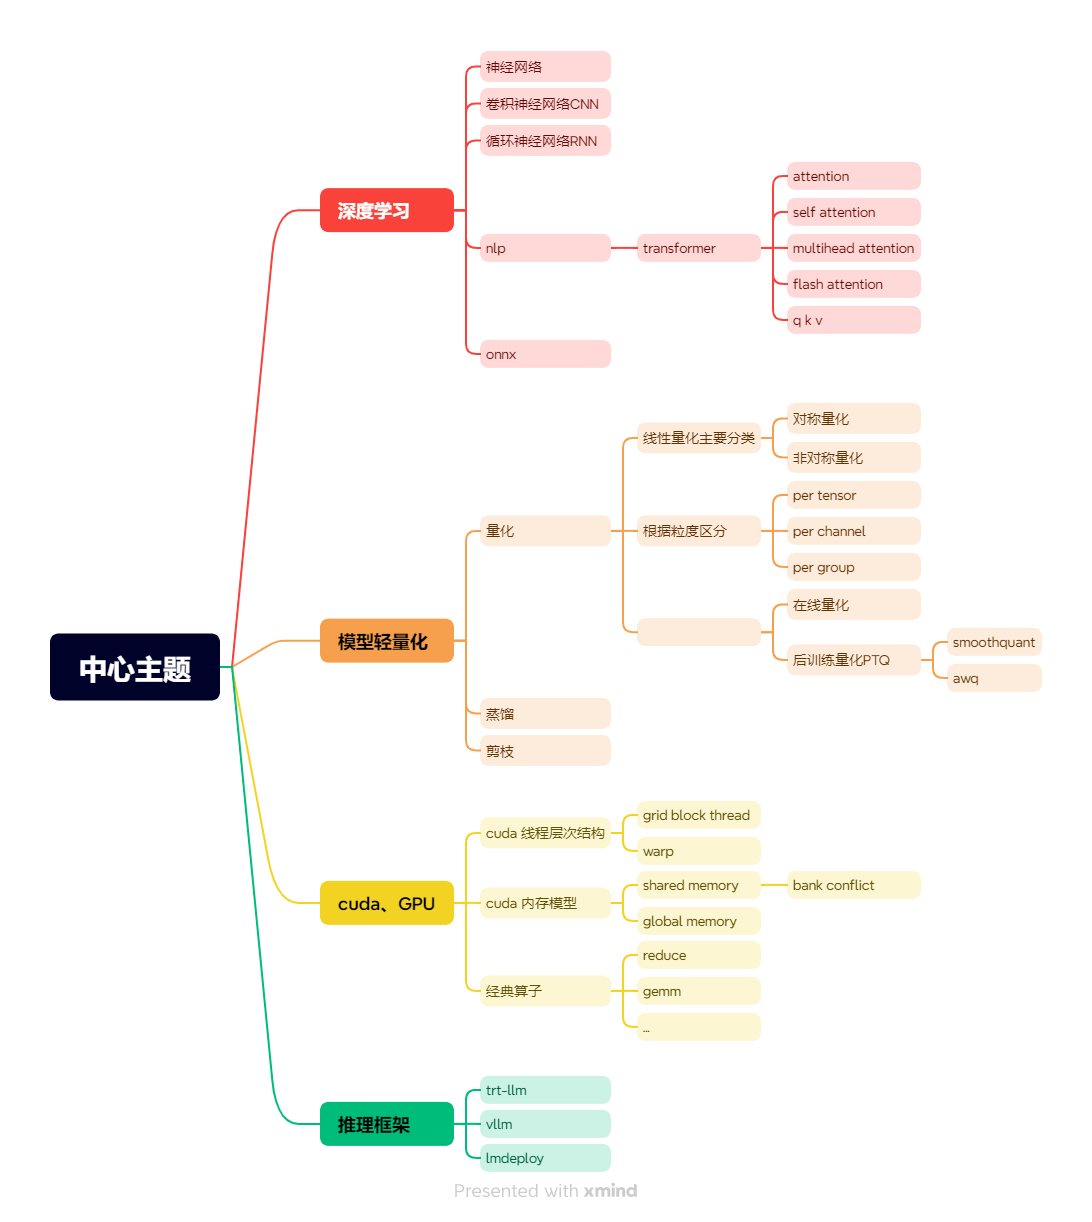 中心主题
深度学习
神经网络
卷积神经网络CNN
循环神经网络RNN
nlp
transformer
attention
self attention
multihead attention
flash attention
q k v
onnx
模型轻量化
量化
线性量化主要分类
对称量化
非对称量化
根据粒度区分
per tensor
per channel
per group
在线量化
后训练量化PTQ
smoothquant
awq
蒸馏
剪枝
cuda、GPU
cuda 线程层次结构
grid block thread
warp
cuda 内存模型
shared memory
bank conflict
global memory
经典算子
reduce
gemm
...
推理框架
trt-llm
vllm
lmdeploy
Presented with xmind